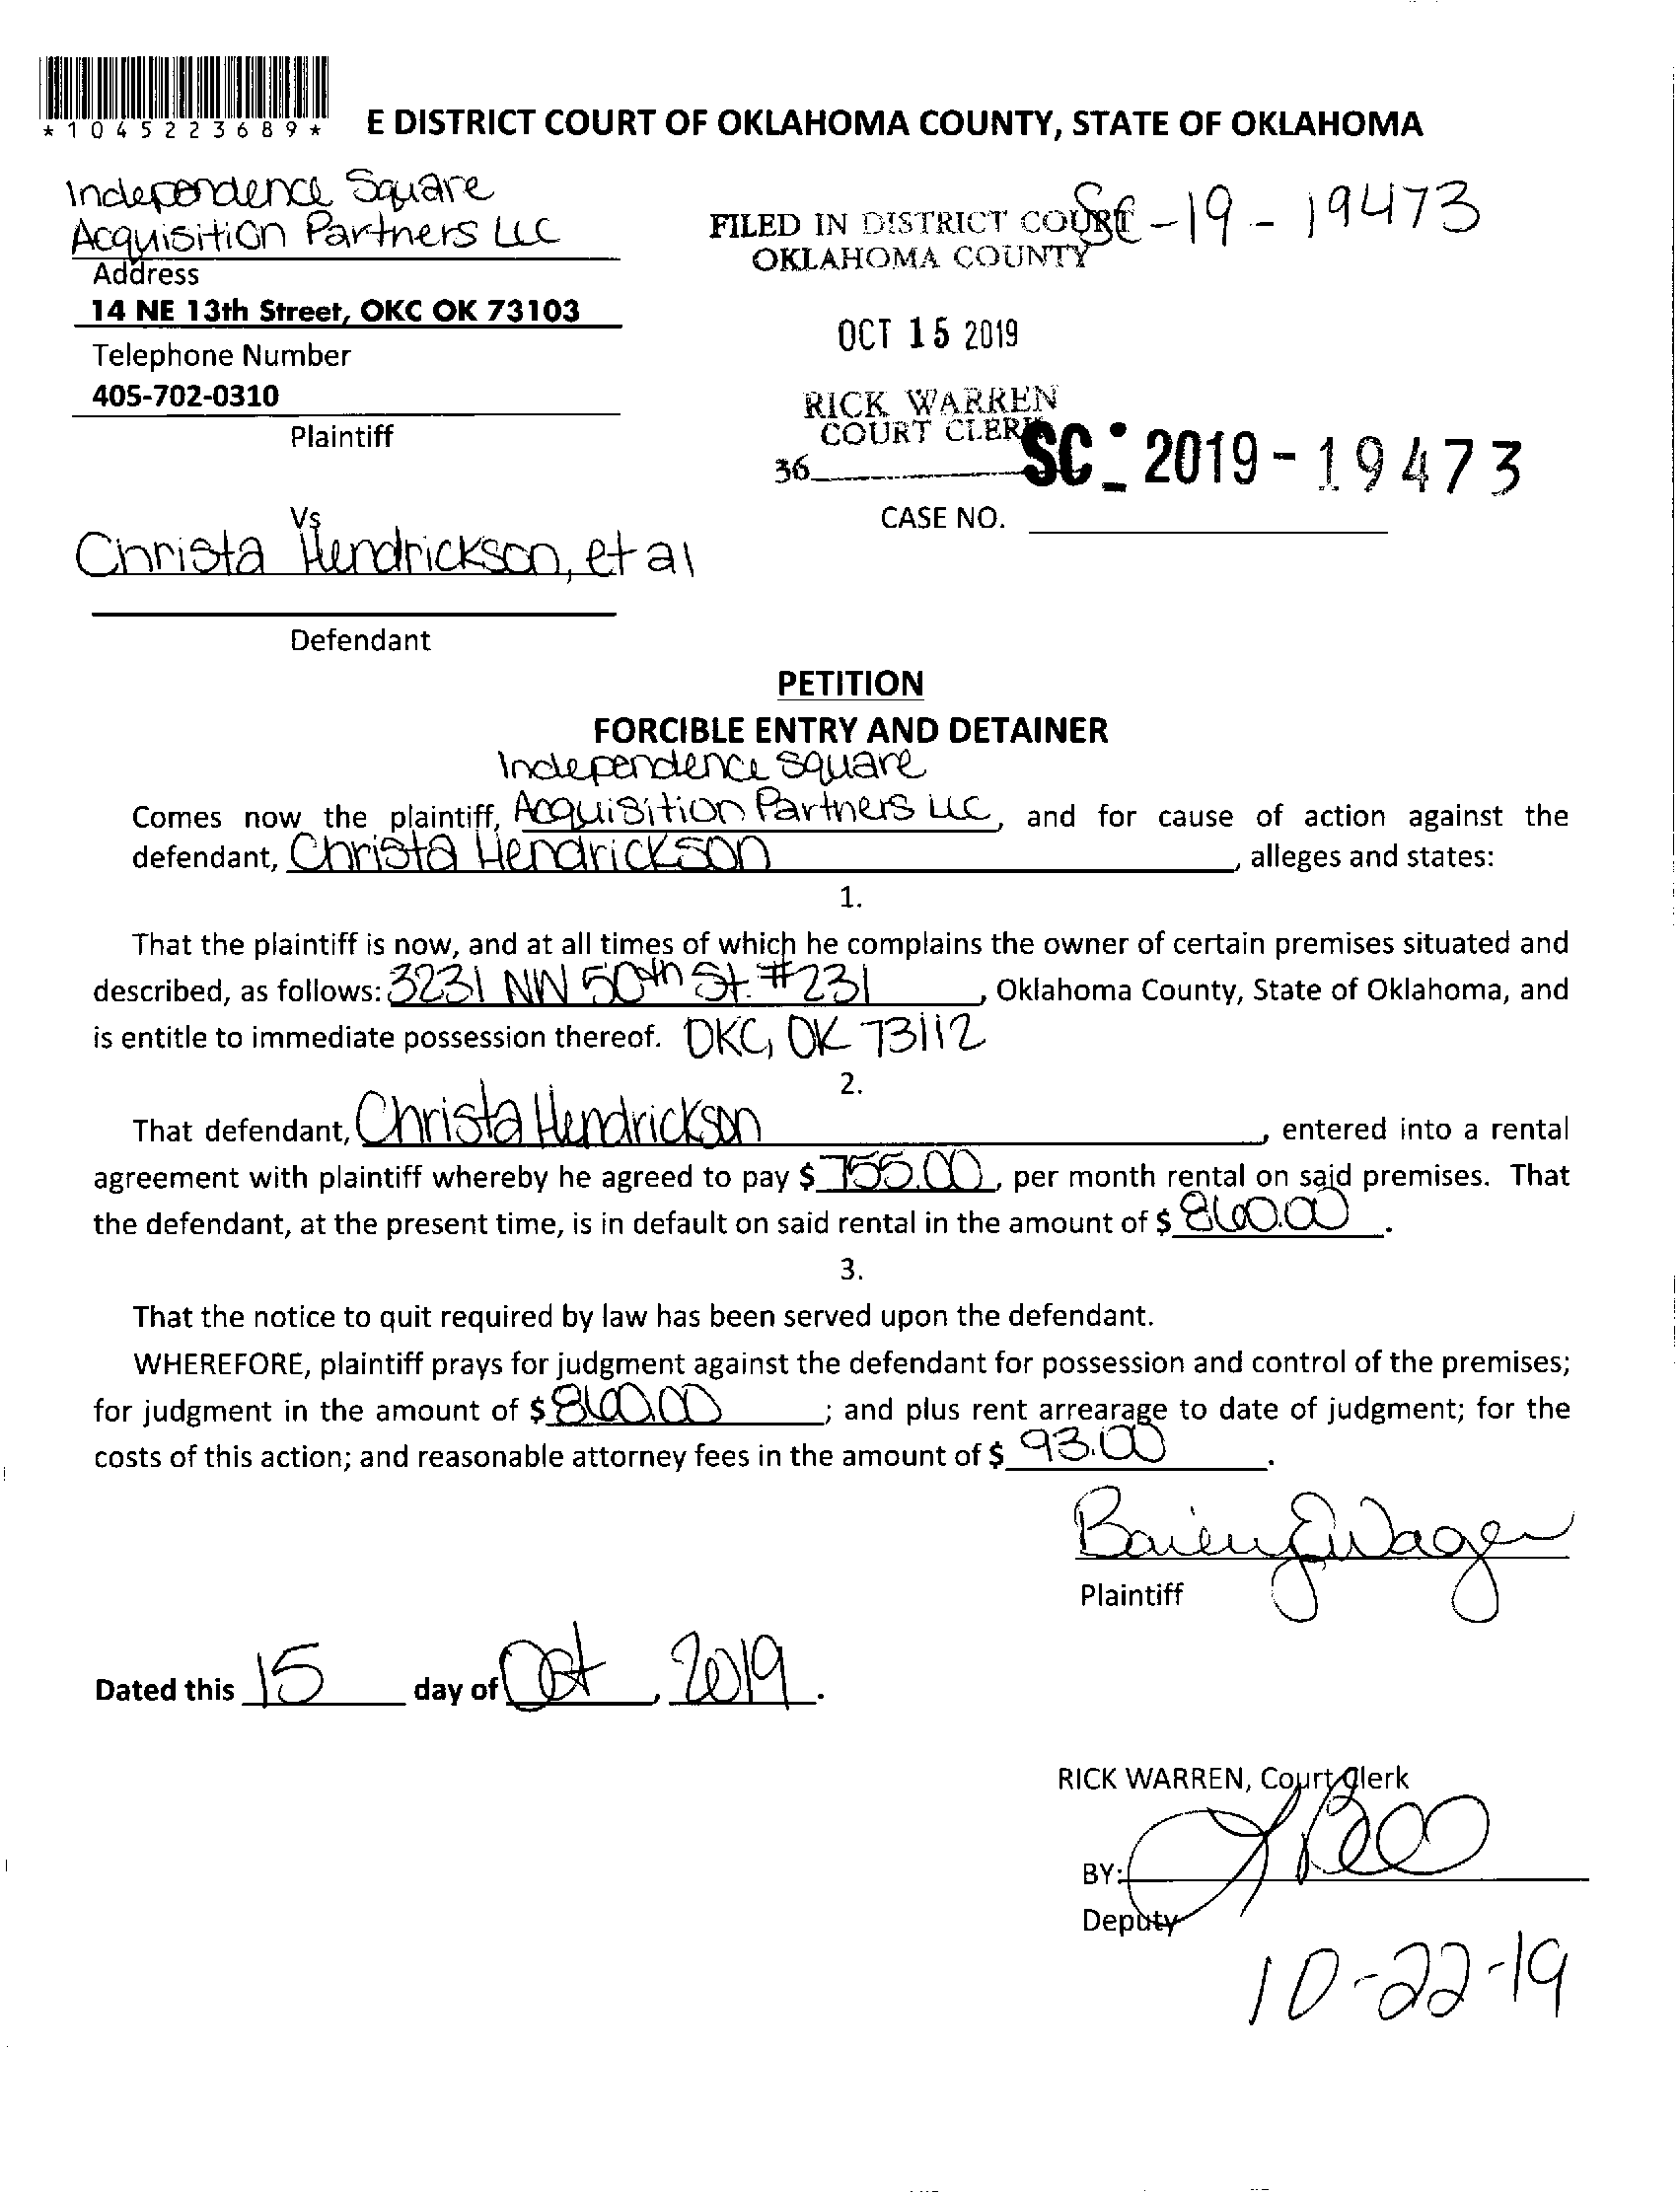 *1045223689*
E DISTRICT COURT OF OKLAHOMA COUNTY, STATE OF OKLAHOMA
Independence Square
Acquisition Partners LLC
Address
14 NE 13th Street, OKC OK 73103
Telephone Number
405-702-0310
Plaintiff
FILED IN DISTRICT COURT
OKLAHOMA COUNTY
SC-19-19473
OCT 15 2019
RICK WARREN
COURT CLERK
36
SC-2019-19473
CASE NO.
Vs
Christa Hendrickson, et al
Defendant
PETITION
FORCIBLE ENTRY AND DETAINER
Independence Square
Comes now the plaintiff, Acquisition Partners LLC, and for cause of action against the
defendant, Christa Hendrickson, alleges and states:
1.
That the plaintiff is now, and at all times of which he complains the owner of certain premises situated and
described, as follows: 3231 NW 50th St. #231, Oklahoma County, State of Oklahoma, and
is entitle to immediate possession thereof. OKC, OK 73112
2.
That defendant, Christa Hendrickson, entered into a rental
agreement with plaintiff whereby he agreed to pay $ 755.00, per month rental on said premises. That
the defendant, at the present time, is in default on said rental in the amount of $ 860.00.
3.
That the notice to quit required by law has been served upon the defendant.
WHEREFORE, plaintiff prays for judgment against the defendant for possession and control of the premises;
for judgment in the amount of $ 860.00; and plus rent arrearage to date of judgment; for the
costs of this action; and reasonable attorney fees in the amount of $ 93.00.
Plaintiff
Dated this 15 day of Oct, 2019.
RICK WARREN, Court Clerk
BY:
Deputy
10-22-19